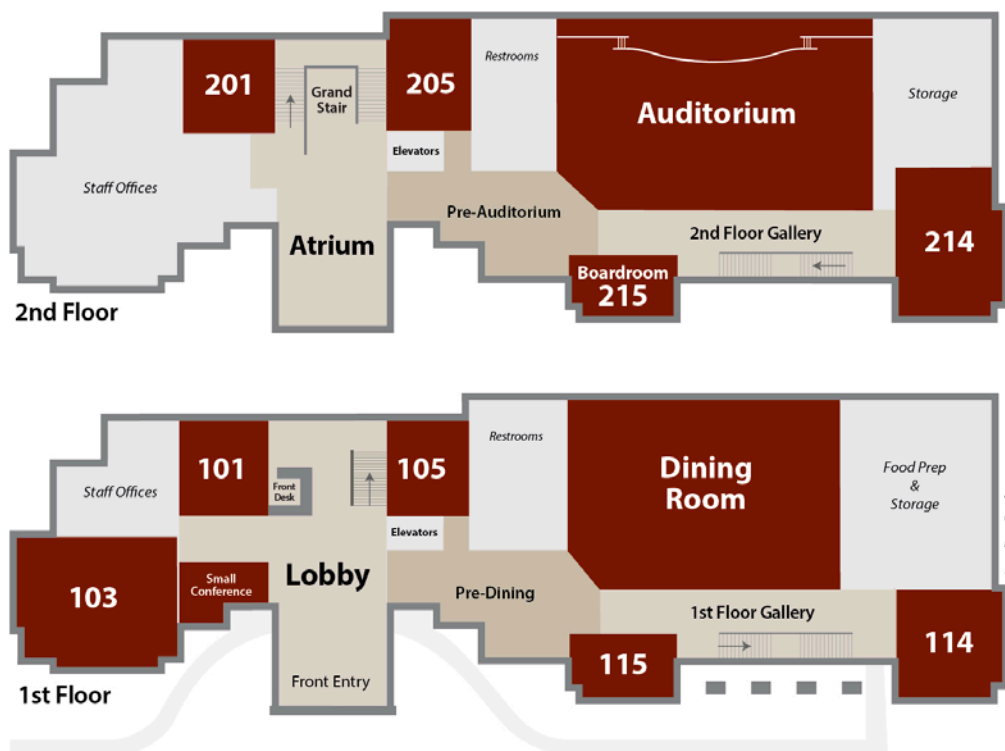 201
Grand
Stair
205
Restrooms
Auditorium
Storage
Elevators
Staff Offices
Pre-Auditorium
Atrium
2nd Floor Gallery
214
Boardroom
215
2nd Floor
101
Staff Offices
Front
Desk
105
Restrooms
Dining
Room
Food Prep
&
Storage
Elevators
103
Small
Conference
Lobby
Pre-Dining
1st Floor Gallery
115
114
Front Entry
1st Floor